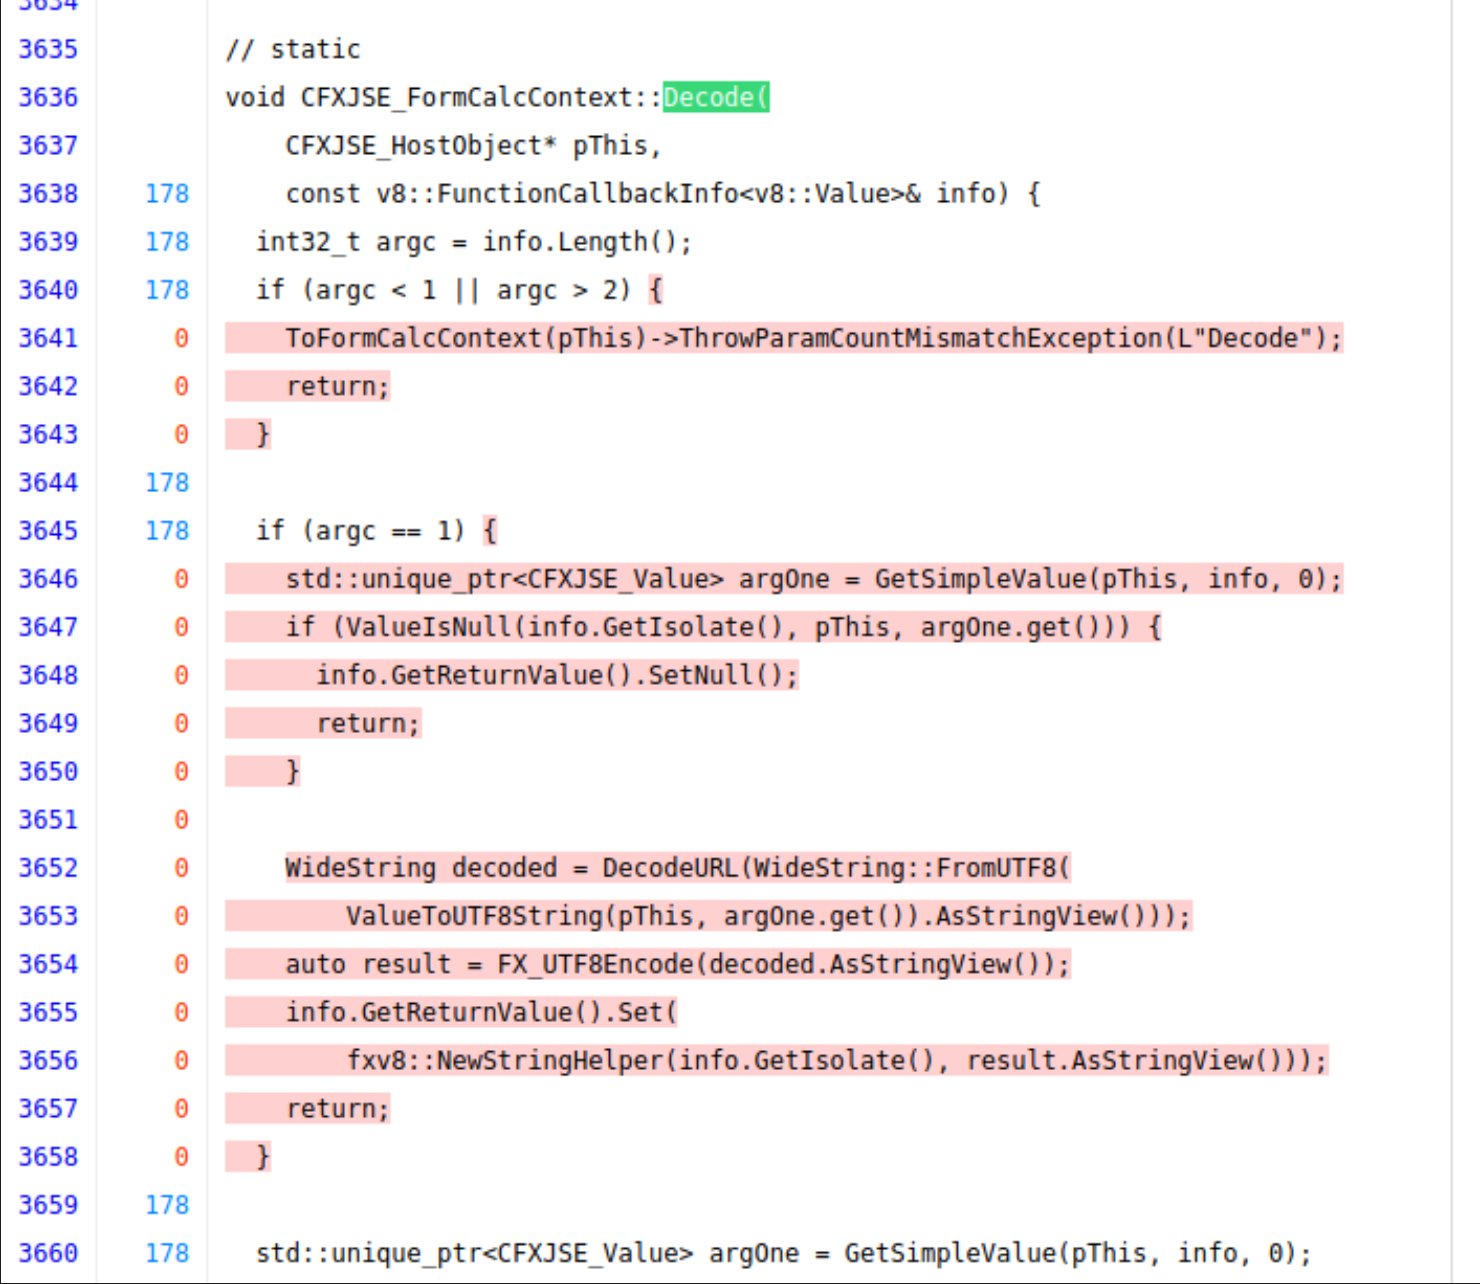 3634
3635 // static
3636 void CFXJSE_FormCalcContext::Decode(
3637 CFXJSE_HostObject* pThis,
3638 178 const v8::FunctionCallbackInfo<v8::Value>& info) {
3639 178 int32_t argc = info.Length();
3640 178 if (argc < 1 || argc > 2) {
3641 0 ToFormCalcContext(pThis)->ThrowParamCountMismatchException(L"Decode");
3642 0 return;
3643 0 }
3644 178
3645 178 if (argc == 1) {
3646 0 std::unique_ptr<CFXJSE_Value> argOne = GetSimpleValue(pThis, info, 0);
3647 0 if (ValueIsNull(info.GetIsolate(), pThis, argOne.get())) {
3648 0 info.GetReturnValue().SetNull();
3649 0 return;
3650 0 }
3651 0
3652 0 WideString decoded = DecodeURL(WideString::FromUTF8(
3653 0 ValueToUTF8String(pThis, argOne.get()).AsStringView()));
3654 0 auto result = FX_UTF8Encode(decoded.AsStringView());
3655 0 info.GetReturnValue().Set(
3656 0 fxv8::NewStringHelper(info.GetIsolate(), result.AsStringView()));
3657 0 return;
3658 0 }
3659 178
3660 178 std::unique_ptr<CFXJSE_Value> argOne = GetSimpleValue(pThis, info, 0);